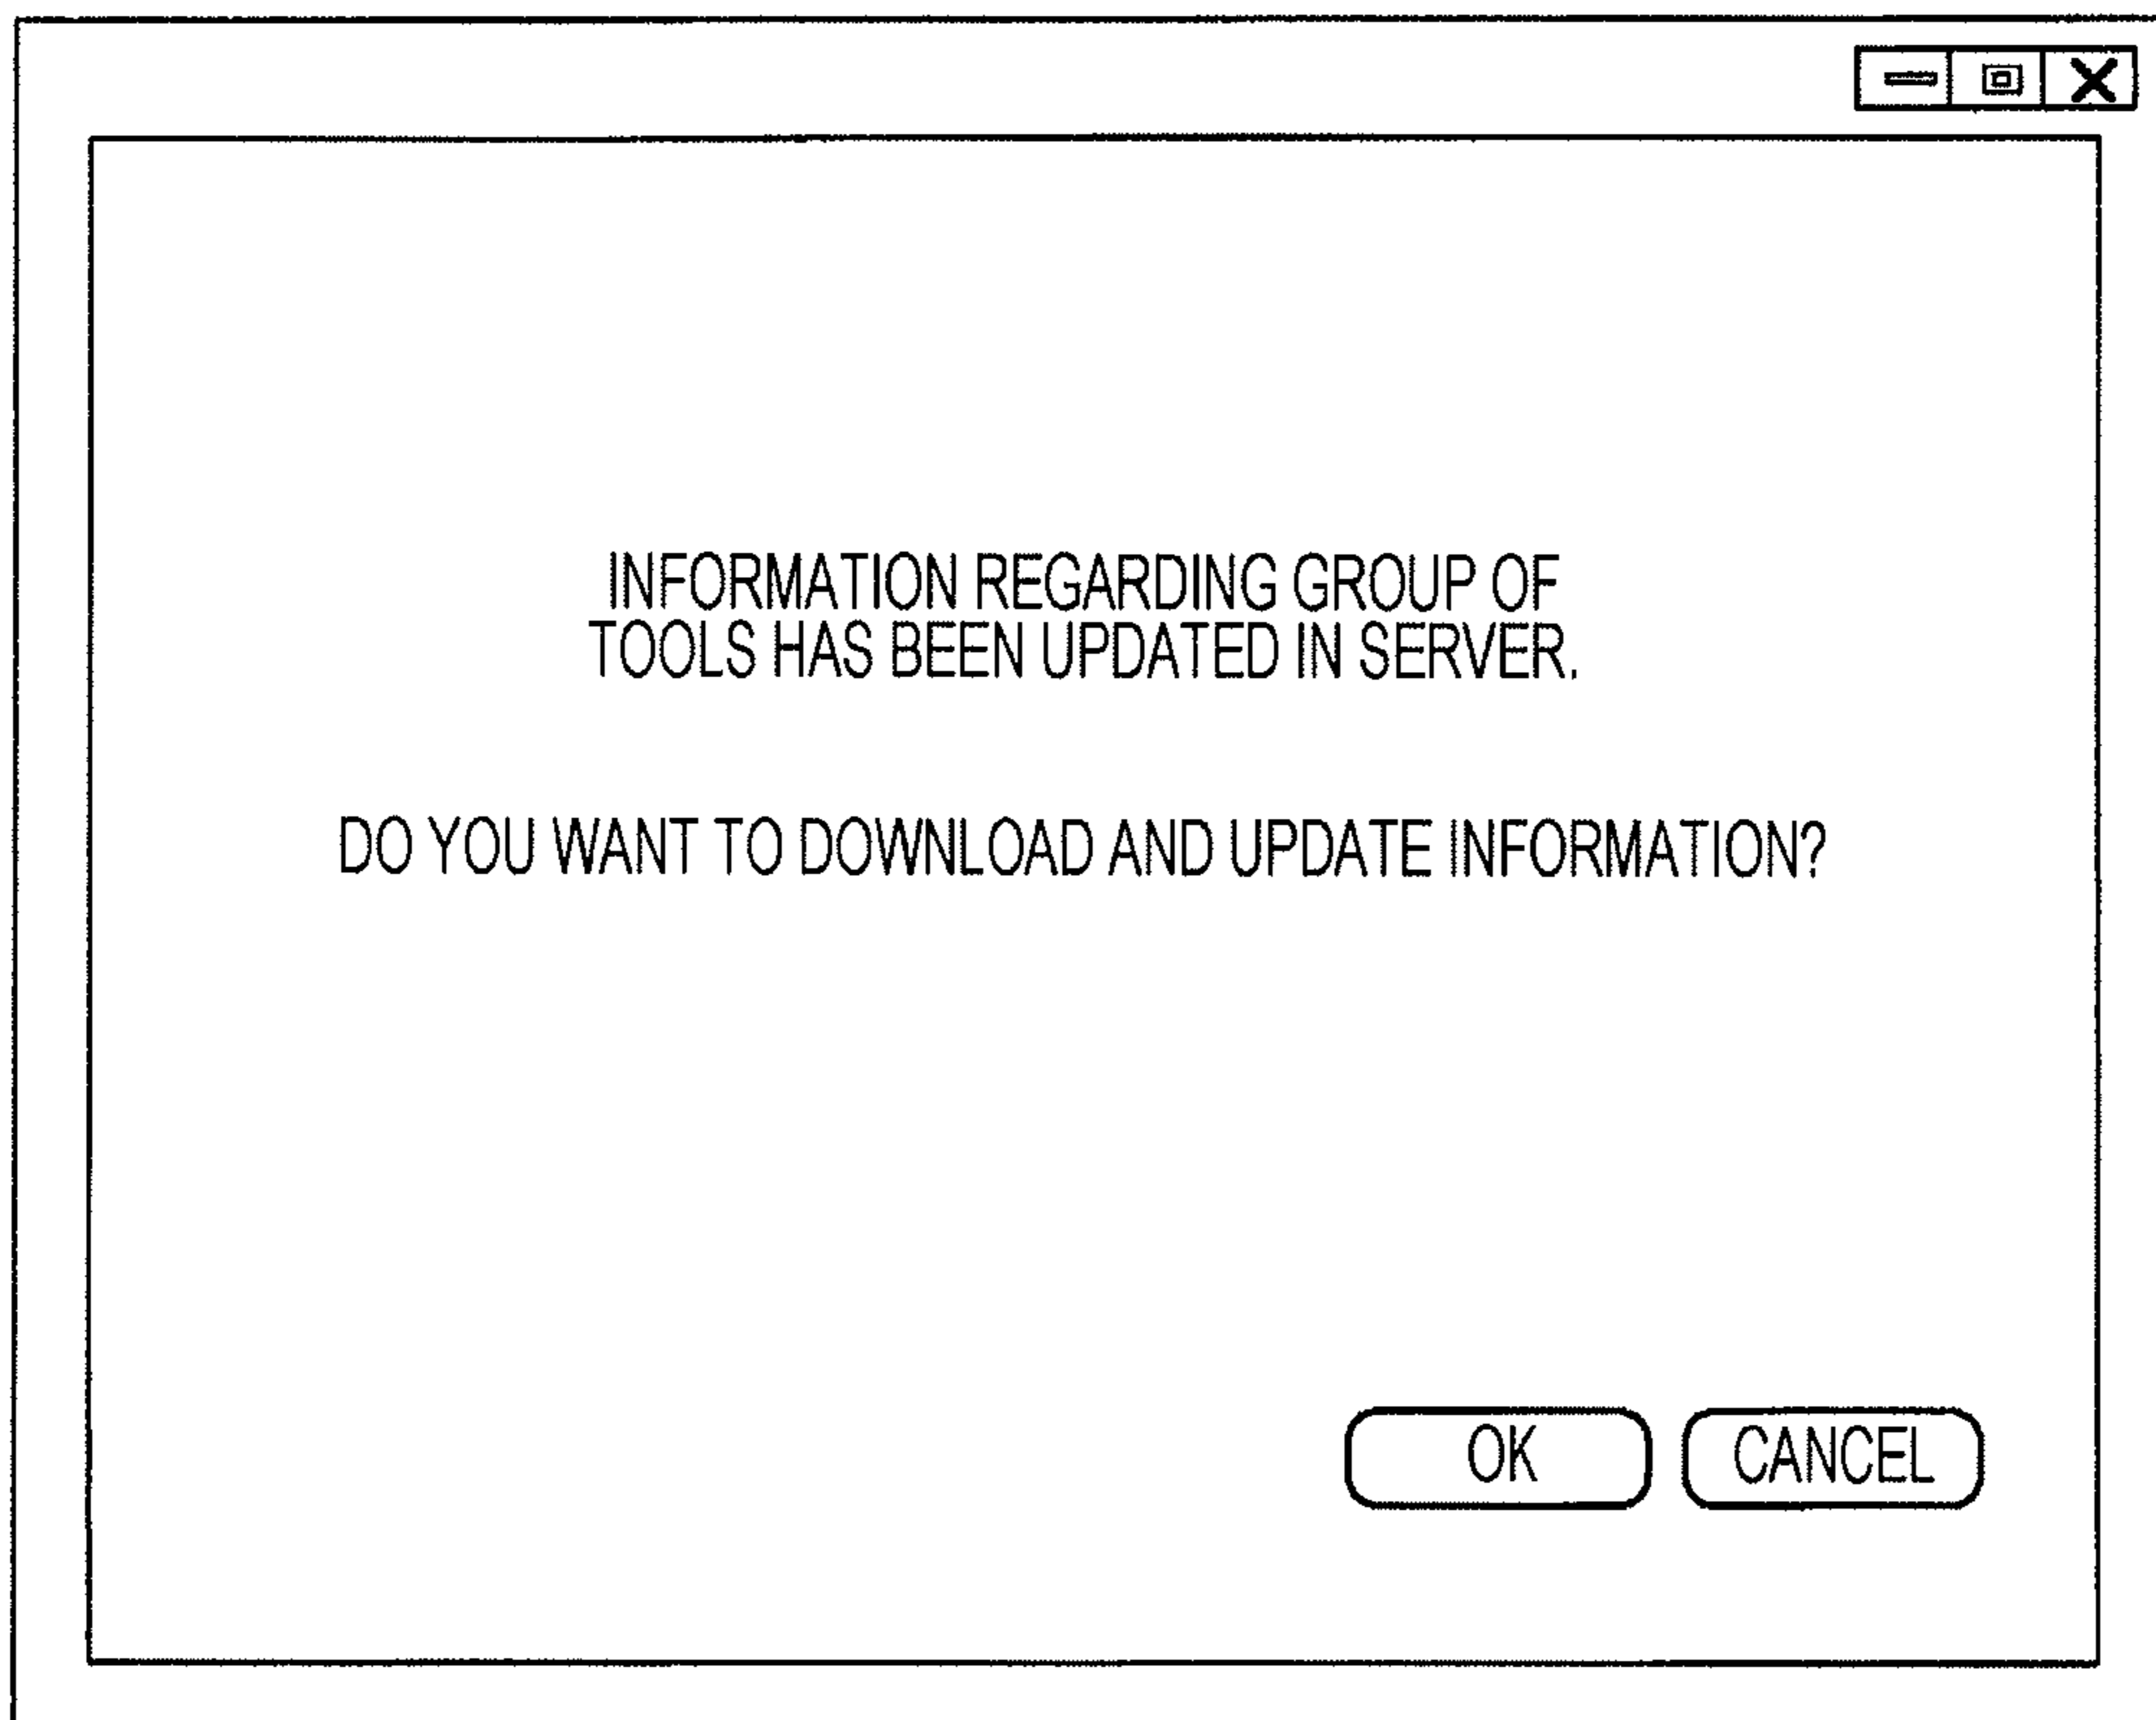 INFORMATION REGARDING GROUP OF
TOOLS HAS BEEN UPDATED IN SERVER.
DO YOU WANT TO DOWNLOAD AND UPDATE INFORMATION?
OK
CANCEL